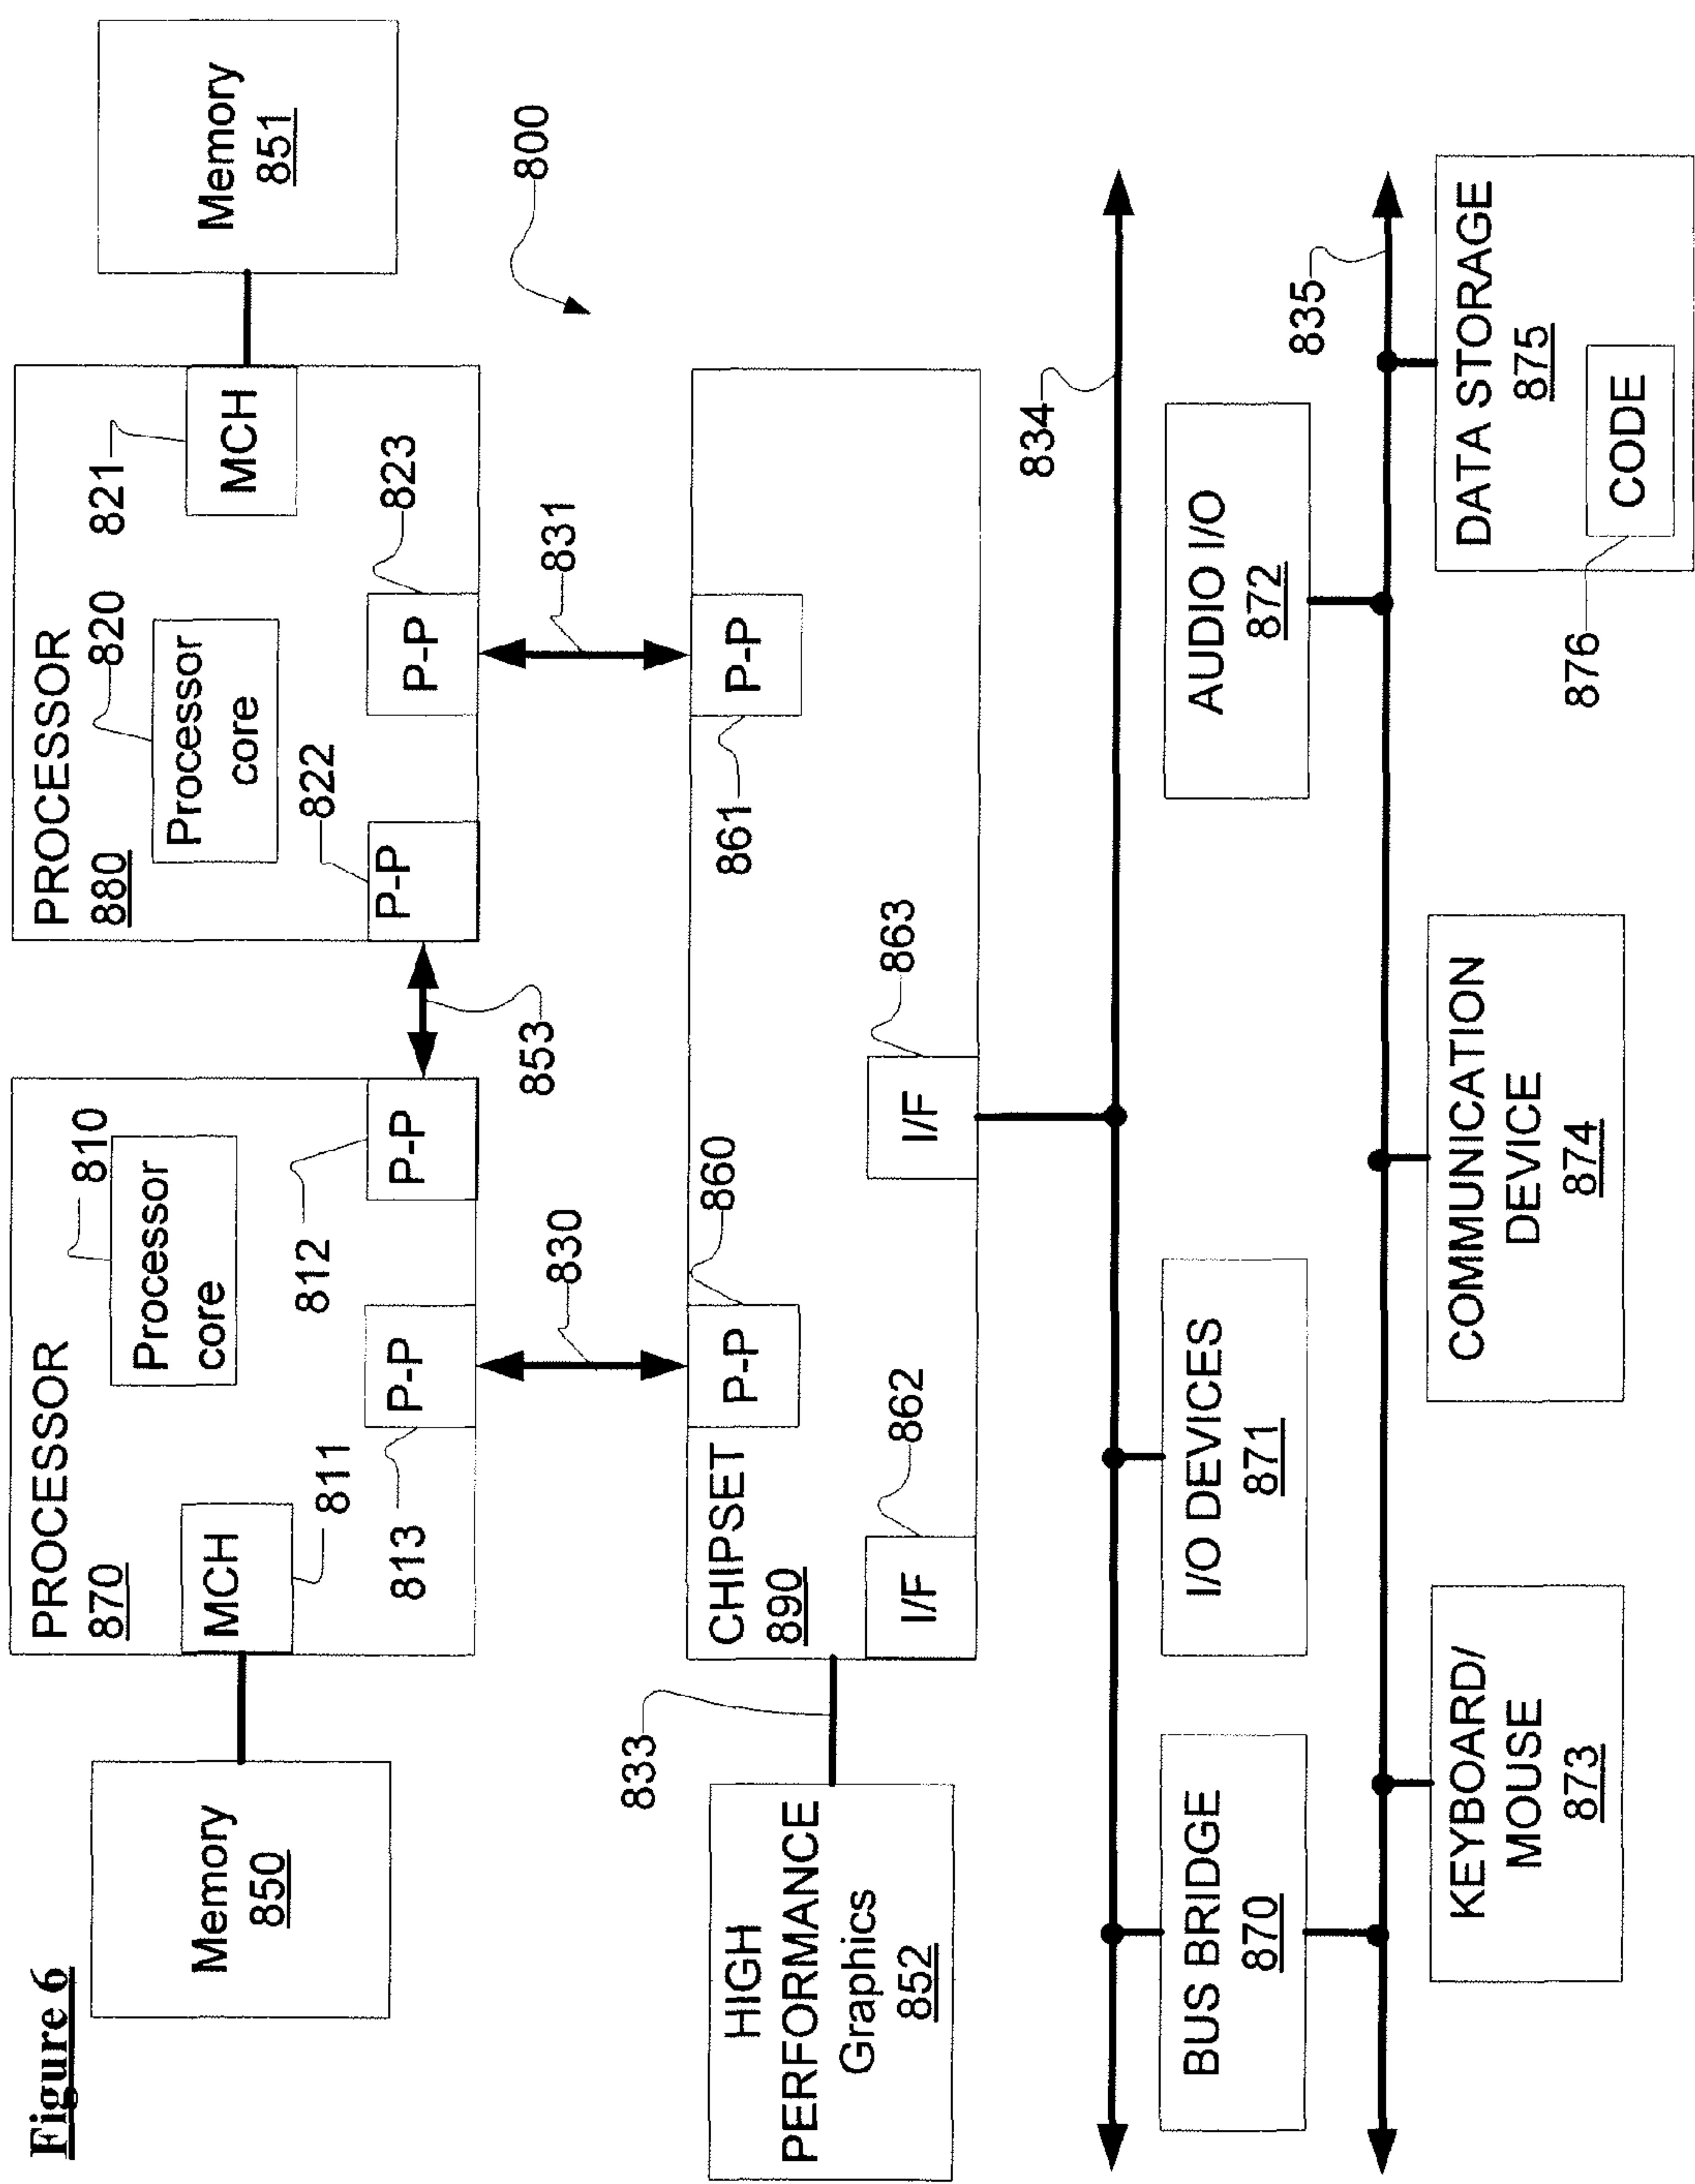 Figure 6
PROCESSOR
870
810
Processor
core
MCH
811
812
813
P-P
P-P
Memory
850
PROCESSOR
880
820
Processor
core
821
MCH
822
823
P-P
P-P
Memory
851
853
830
831
800
860
861
P-P
P-P
CHIPSET
890
862
863
I/F
I/F
833
HIGH
PERFORMANCE
Graphics
852
834
BUS BRIDGE
870
I/O DEVICES
871
AUDIO I/O
872
835
KEYBOARD/
MOUSE
873
COMMUNICATION
DEVICE
874
DATA STORAGE
875
CODE
876